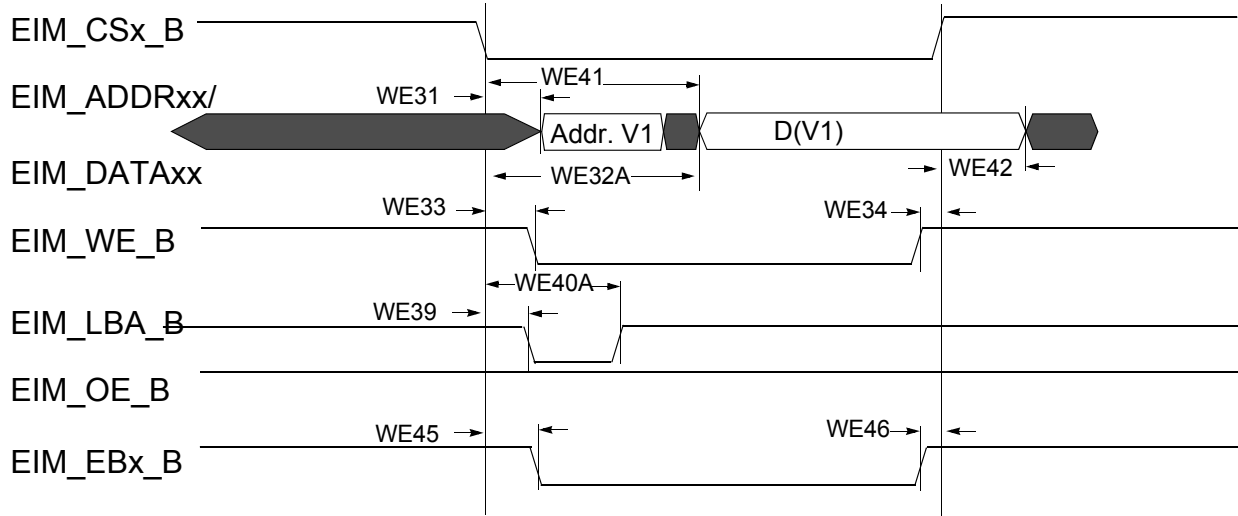 EIM_CSx_B
WE41
EIM_ADDRxx/
WE31
Addr. V1
D(V1)
EIM_DATAxx
WE32A
WE42
WE33
WE34
EIM_WE_B
WE40A
WE39
EIM_LBA_B
EIM_OE_B
WE45
WE46
EIM_EBx_B